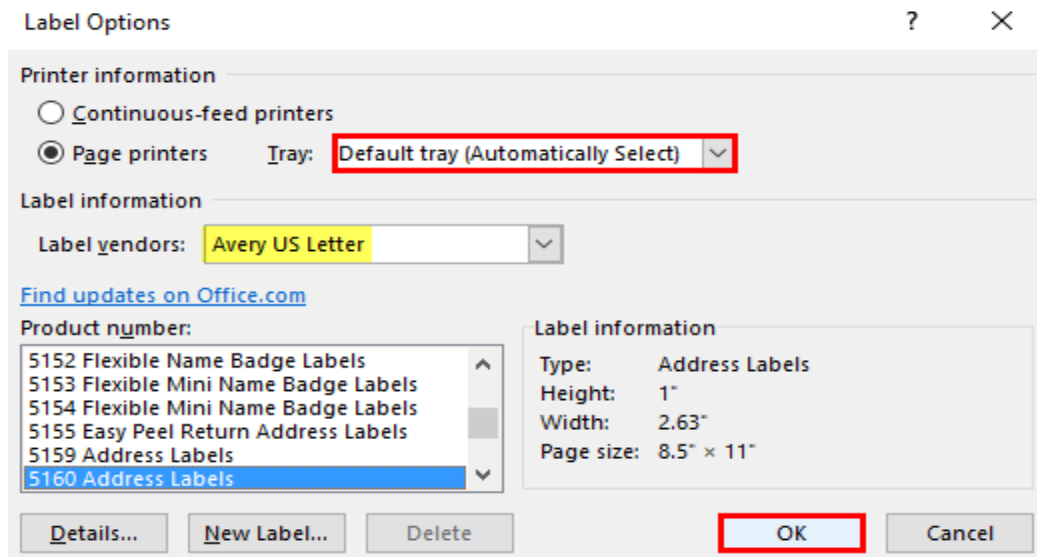 Label Options ? ×
Printer information
Continuous-feed printers
Page printers Tray: Default tray (Automatically Select)
Label information
Label vendors: Avery US Letter
Find updates on Office.com
Product number:
5152 Flexible Name Badge Labels
5153 Flexible Mini Name Badge Labels
5154 Flexible Mini Name Badge Labels
5155 Easy Peel Return Address Labels
5159 Address Labels
5160 Address Labels
Label information
Type: Address Labels
Height: 1"
Width: 2.63"
Page size: 8.5" × 11"
Details... New Label... Delete OK Cancel